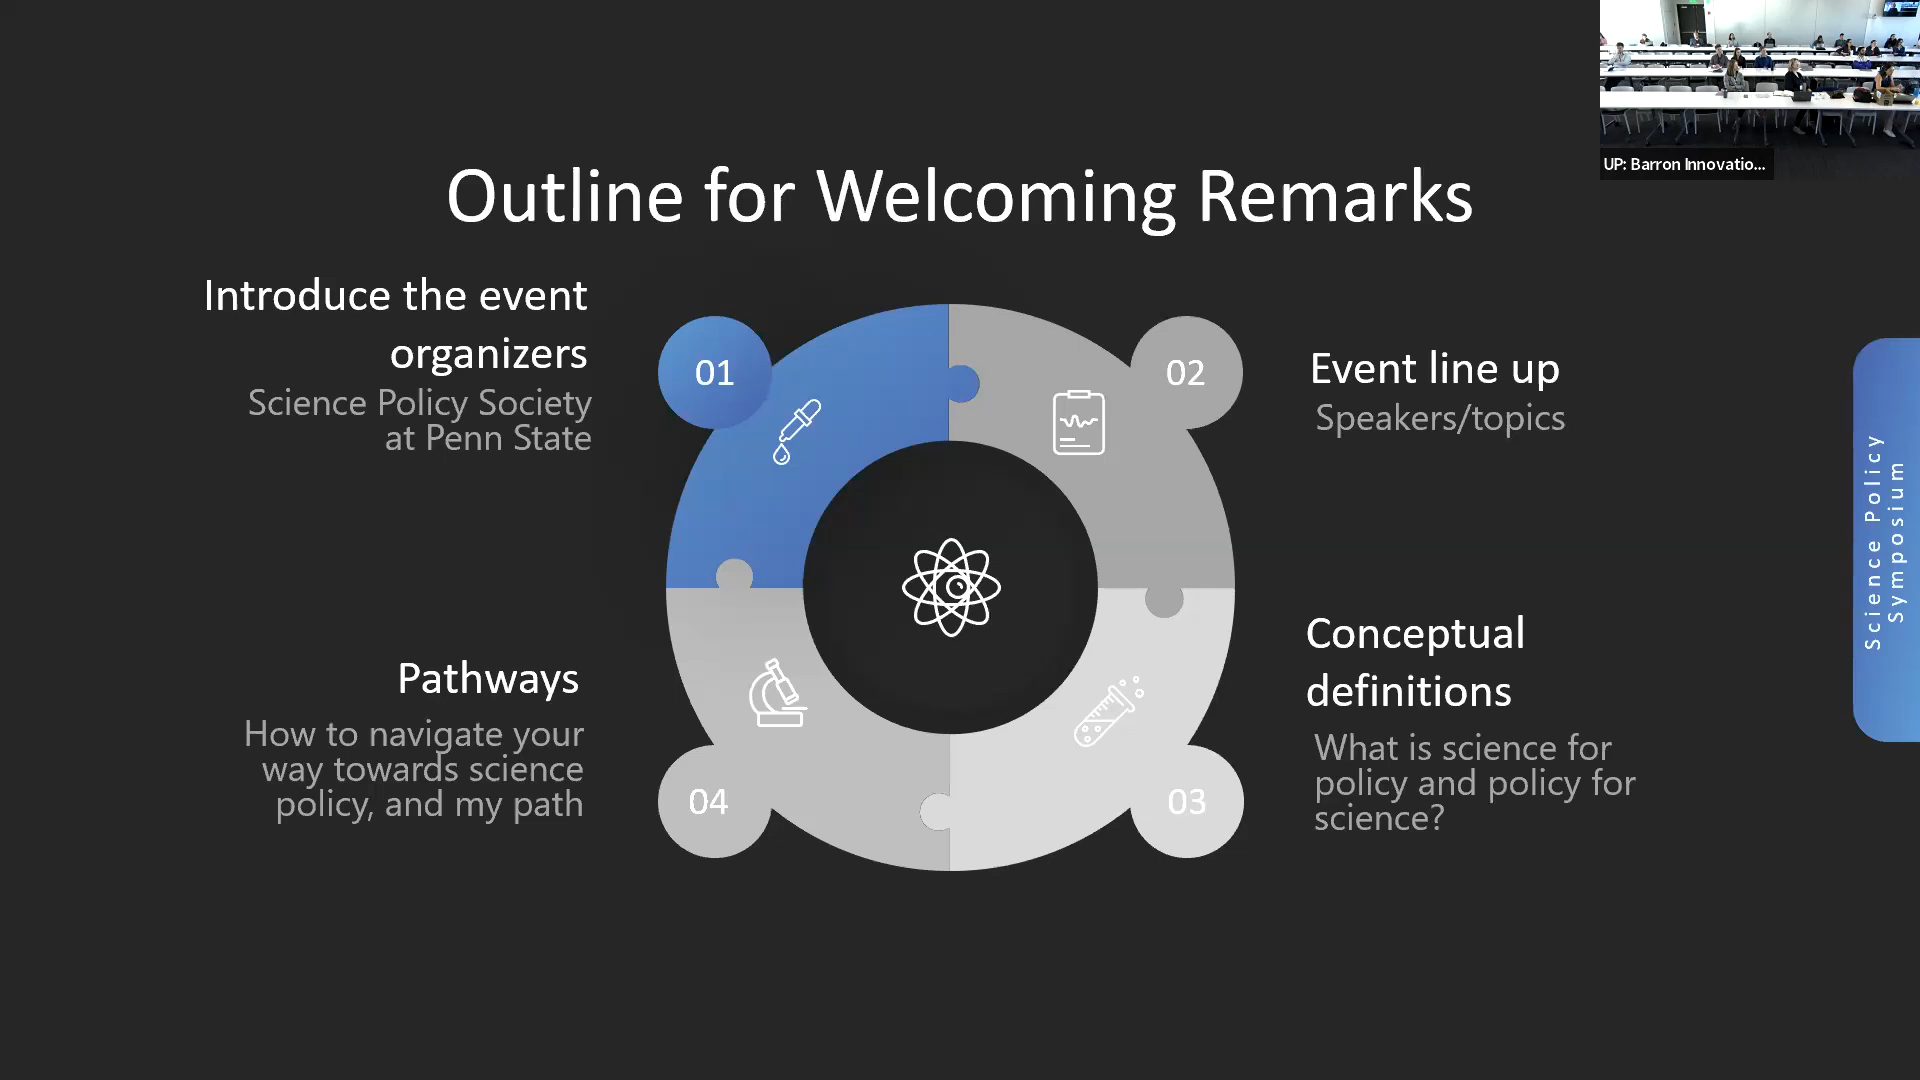 UP: Barron Innovatio...
Outline for Welcoming Remarks
Introduce the event
organizers
Science Policy Society
at Penn State
01
02
Event line up
Speakers/topics
Conceptual
definitions
What is science for
policy and policy for
science?
03
Pathways
How to navigate your
way towards science
policy, and my path
04
Science Policy
Symposium